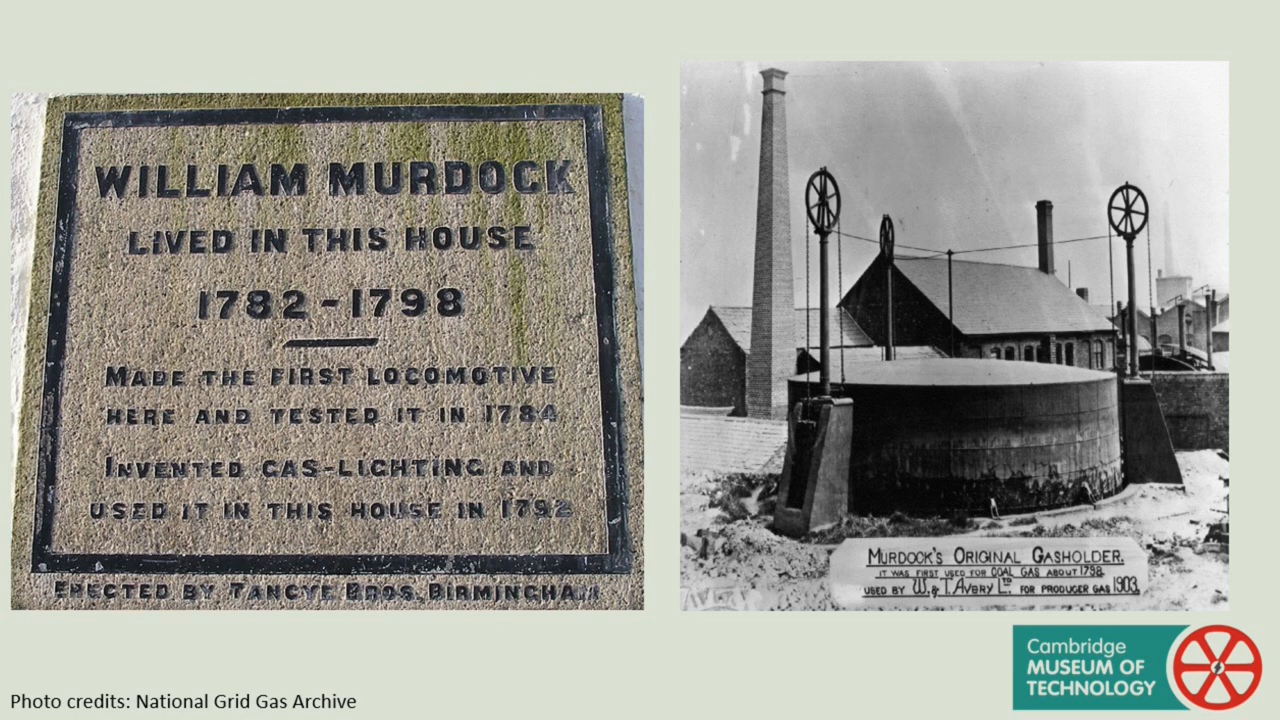 WILLIAM MURDOCK
LIVED IN THIS HOUSE
1782-1798
MADE THE FIRST LOCOMOTIVE
HERE AND TESTED IT IN 1784
INVENTED GAS-LIGHTING AND
USED IT IN THIS HOUSE IN 1792
ERECTED BY TANGYE BROS. BIRMINGHAM
MURDOCK'S ORIGINAL GASHOLDER.
IT WAS FIRST USED FOR COAL GAS ABOUT 1798.
USED BY W. & T. AVERY LTD FOR PRODUCER GAS 1903.
Cambridge
MUSEUM OF
TECHNOLOGY
Photo credits: National Grid Gas Archive